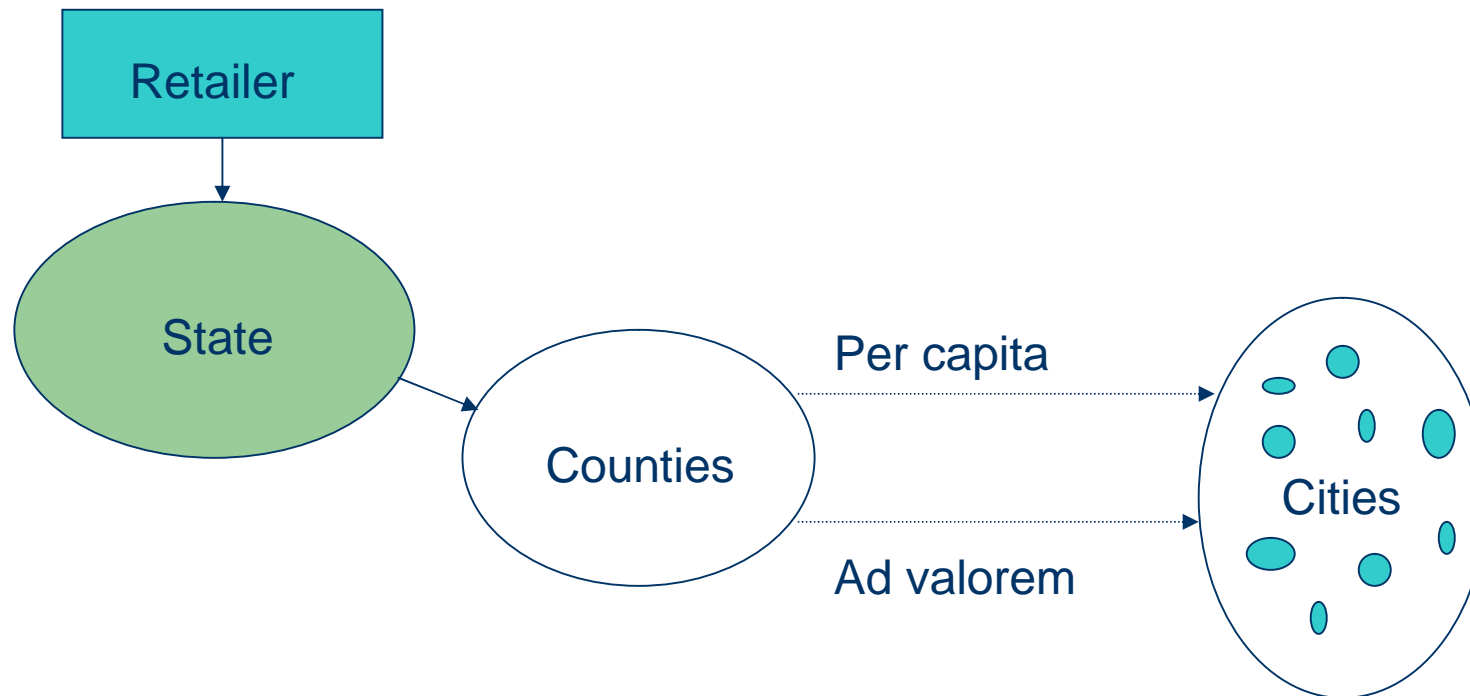 Retailer
State
Per capita
Counties
Cities
Ad valorem